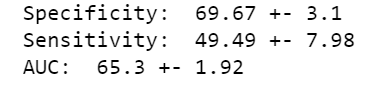 Specificity:  69.67 +- 3.1
Sensitivity:  49.49 +- 7.98
AUC:  65.3 +- 1.92